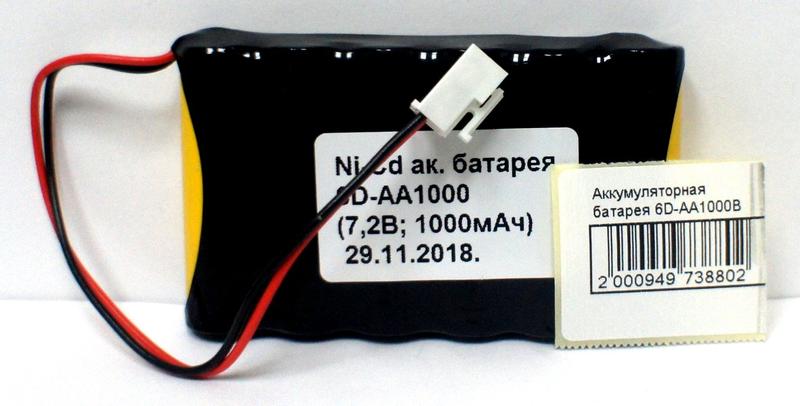 Ni-Cd ак. батарея
6D-AA1000
(7,2В; 1000мАч)
29.11.2018.
Аккумуляторная
батарея 6D-AA1000B
2 000949 738802